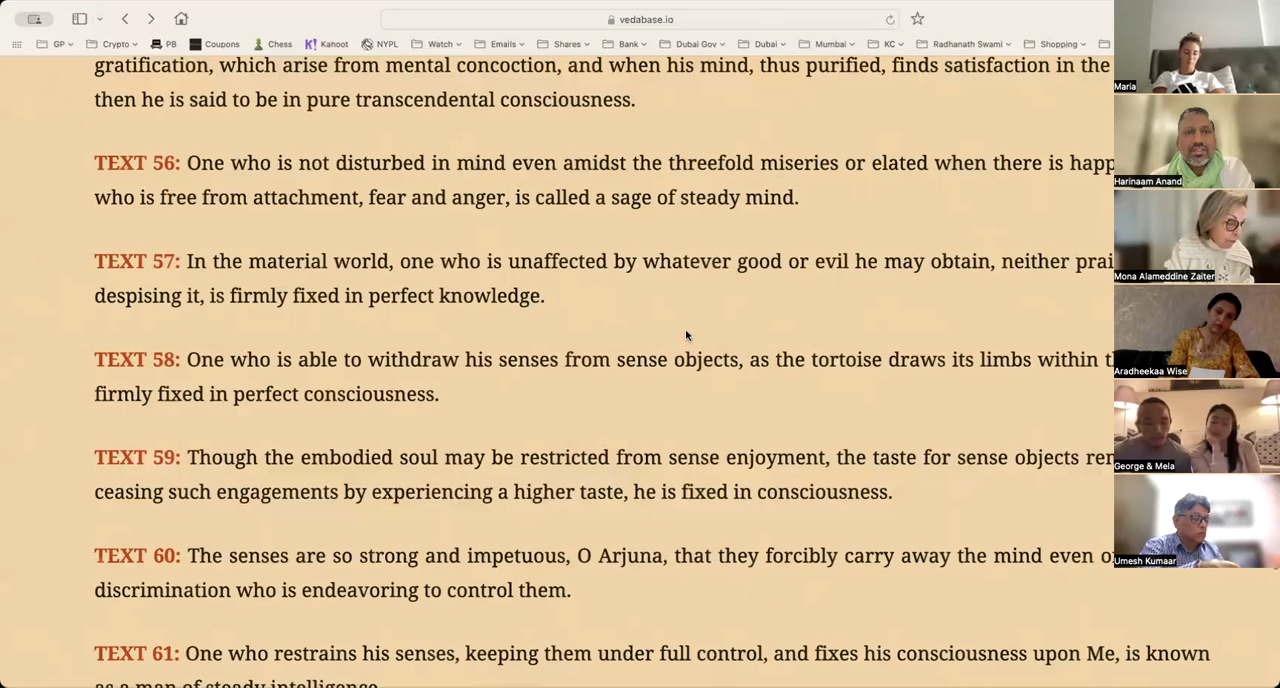 vedabase.io
GP Crypto PB Coupons Chess Kahoot NYPL Watch Emails Shares Bank Dubai Gov Dubai Mumbai KC Radhanath Swami Shopping
gratification, which arise from mental concoction, and when his mind, thus purified, finds satisfaction in the
then he is said to be in pure transcendental consciousness.
TEXT 56: One who is not disturbed in mind even amidst the threefold miseries or elated when there is happ
who is free from attachment, fear and anger, is called a sage of steady mind.
TEXT 57: In the material world, one who is unaffected by whatever good or evil he may obtain, neither prai
despising it, is firmly fixed in perfect knowledge.
TEXT 58: One who is able to withdraw his senses from sense objects, as the tortoise draws its limbs within
firmly fixed in perfect consciousness.
TEXT 59: Though the embodied soul may be restricted from sense enjoyment, the taste for sense objects
ceasing such engagements by experiencing a higher taste, he is fixed in consciousness.
TEXT 60: The senses are so strong and impetuous, O Arjuna, that they forcibly carry away the mind even
discrimination who is endeavoring to control them.
TEXT 61: One who restrains his senses, keeping them under full control, and fixes his consciousness upon Me, is known
as a man of steady intelligence.
Maria
Harinaam Anand
Mona Alameddine Zaiter
Aradheekaa Wise
George & Mela
Umesh Kumaar